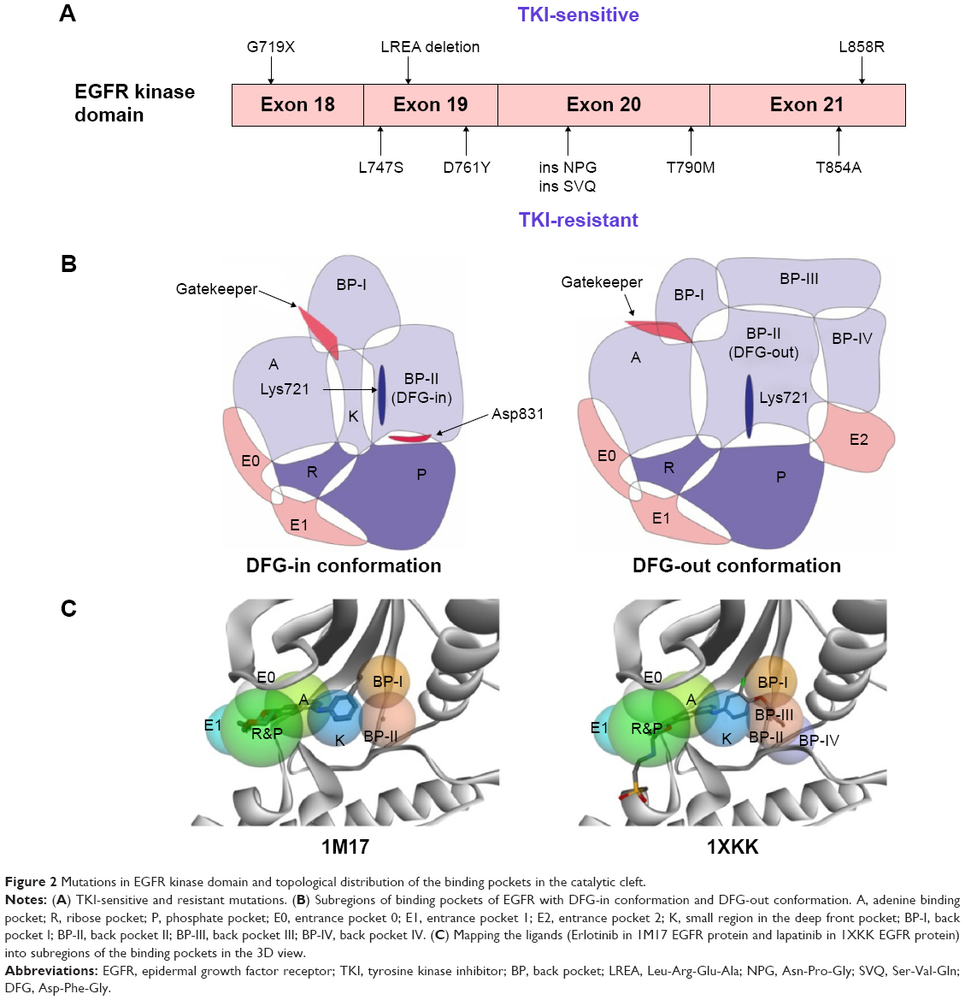 A
TKI-sensitive
G719X
LREA deletion
L858R
EGFR kinase
domain
Exon 18
Exon 19
Exon 20
Exon 21
L747S
D761Y
ins NPG
ins SVQ
T790M
T854A
TKI-resistant
B
Gatekeeper
BP-I
A
Lys721
K
BP-II
(DFG-in)
Asp831
E0
R
P
E1
DFG-in conformation
Gatekeeper
BP-I
BP-III
A
BP-II
(DFG-out)
BP-IV
Lys721
E0
R
P
E2
E1
DFG-out conformation
C
E0
A
BP-I
E1
R&P
K
BP-II
1M17
E0
A
BP-I
BP-III
E1
R&P
K
BP-II
BP-IV
1XKK
Figure 2 Mutations in EGFR kinase domain and topological distribution of the binding pockets in the catalytic cleft.
Notes: (A) TKI-sensitive and resistant mutations. (B) Subregions of binding pockets of EGFR with DFG-in conformation and DFG-out conformation. A, adenine binding
pocket; R, ribose pocket; P, phosphate pocket; E0, entrance pocket 0; E1, entrance pocket 1; E2, entrance pocket 2; K, small region in the deep front pocket; BP-I, back
pocket I; BP-II, back pocket II; BP-III, back pocket III; BP-IV, back pocket IV. (C) Mapping the ligands (Erlotinib in 1M17 EGFR protein and lapatinib in 1XKK EGFR protein)
into subregions of the binding pockets in the 3D view.
Abbreviations: EGFR, epidermal growth factor receptor; TKI, tyrosine kinase inhibitor; BP, back pocket; LREA, Leu-Arg-Glu-Ala; NPG, Asn-Pro-Gly; SVQ, Ser-Val-Gln;
DFG, Asp-Phe-Gly.